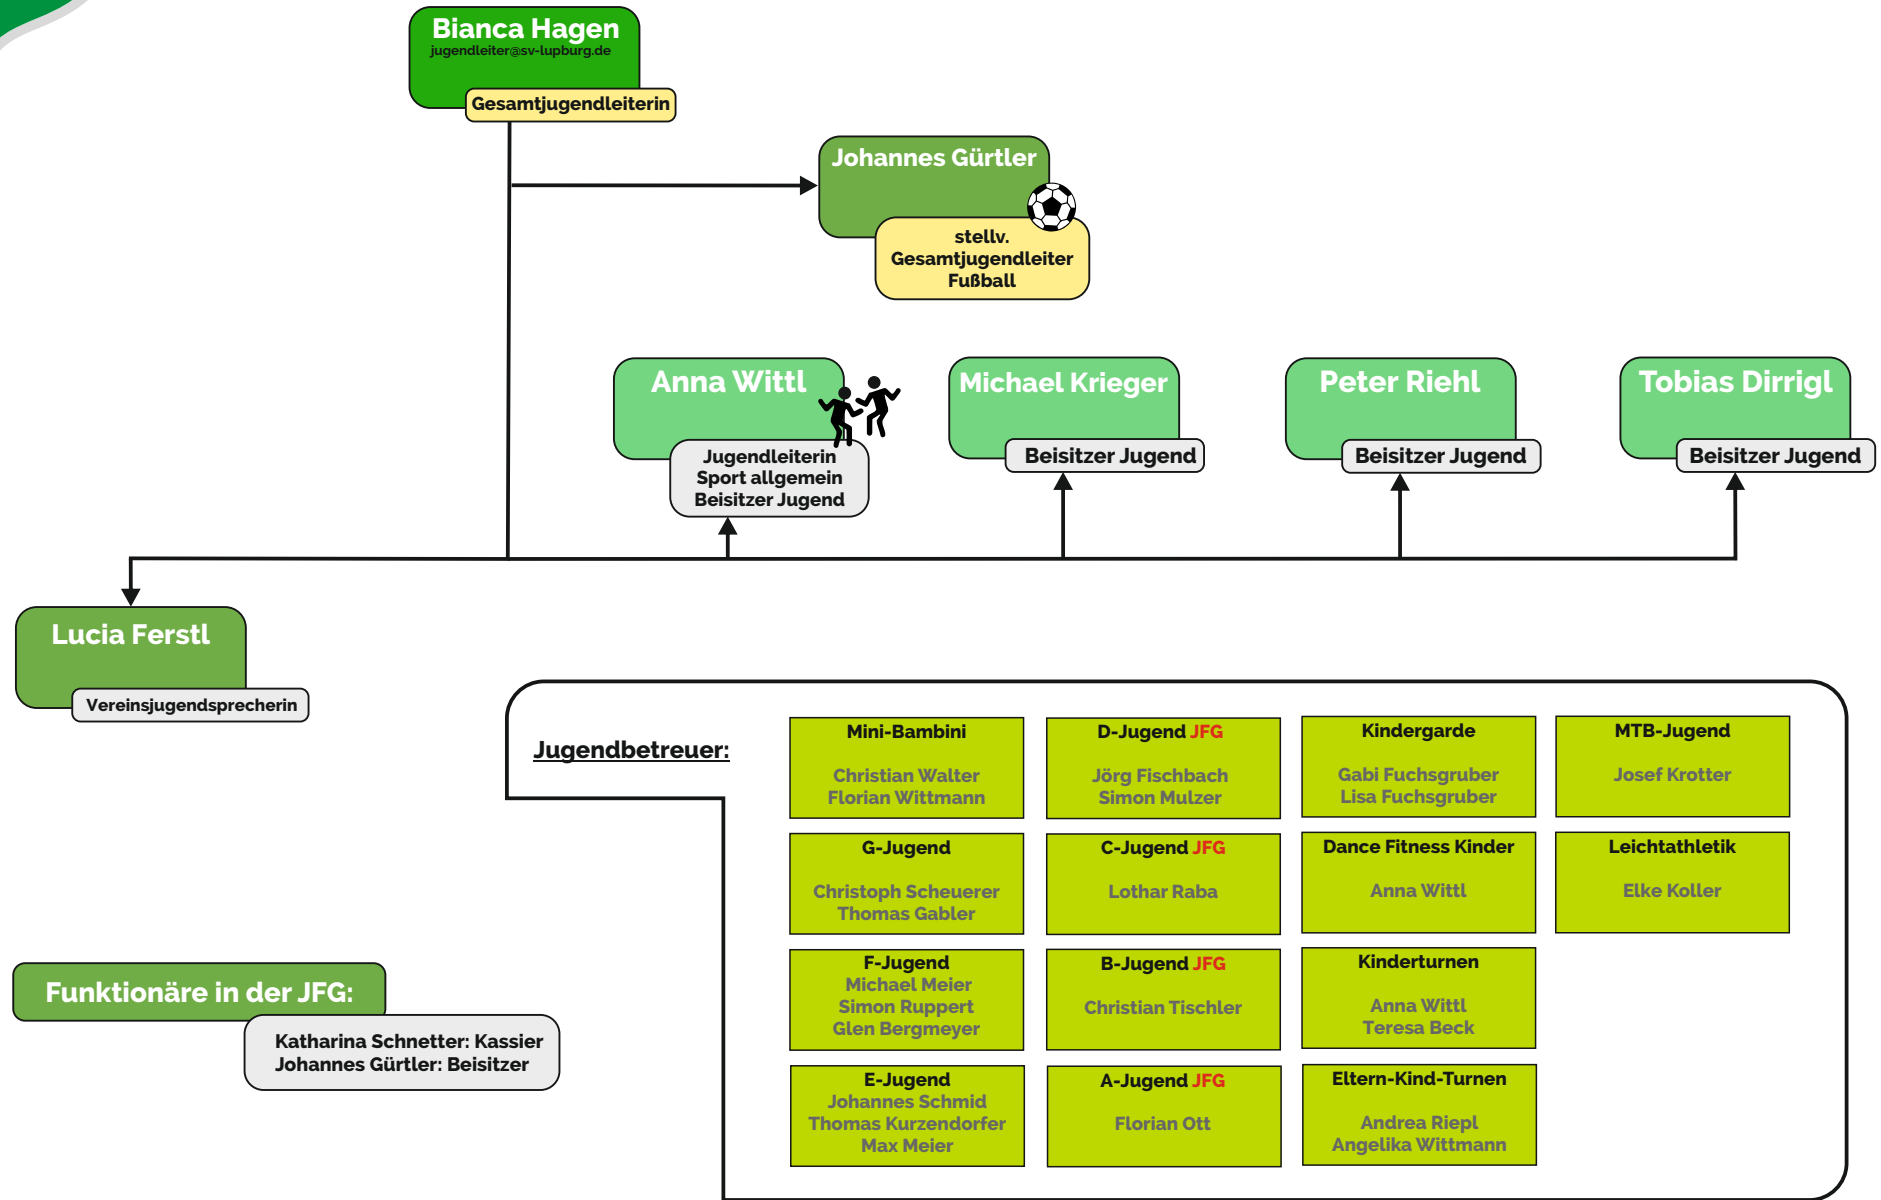 Bianca Hagen
jugendleiter@sv-lupburg.de
Gesamtjugendleiterin
Johannes Gürtler
stellv.
Gesamtjugendleiter
Fußball
Anna Wittl
Jugendleiterin
Sport allgemein
Beisitzer Jugend
Michael Krieger
Beisitzer Jugend
Peter Riehl
Beisitzer Jugend
Tobias Dirrigl
Beisitzer Jugend
Lucia Ferstl
Vereinsjugendsprecherin
Jugendbetreuer:
Mini-Bambini
Christian Walter
Florian Wittmann
D-Jugend JFG
Jörg Fischbach
Simon Mulzer
Kindergarde
Gabi Fuchsgruber
Lisa Fuchsgruber
MTB-Jugend
Josef Krotter
G-Jugend
Christoph Scheuerer
Thomas Gabler
C-Jugend JFG
Lothar Raba
Dance Fitness Kinder
Anna Wittl
Leichtathletik
Elke Koller
F-Jugend
Michael Meier
Simon Ruppert
Glen Bergmeyer
B-Jugend JFG
Christian Tischler
Kinderturnen
Anna Wittl
Teresa Beck
E-Jugend
Johannes Schmid
Thomas Kurzendorfer
Max Meier
A-Jugend JFG
Florian Ott
Eltern-Kind-Turnen
Andrea Riepl
Angelika Wittmann
Funktionäre in der JFG:
Katharina Schnetter: Kassier
Johannes Gürtler: Beisitzer